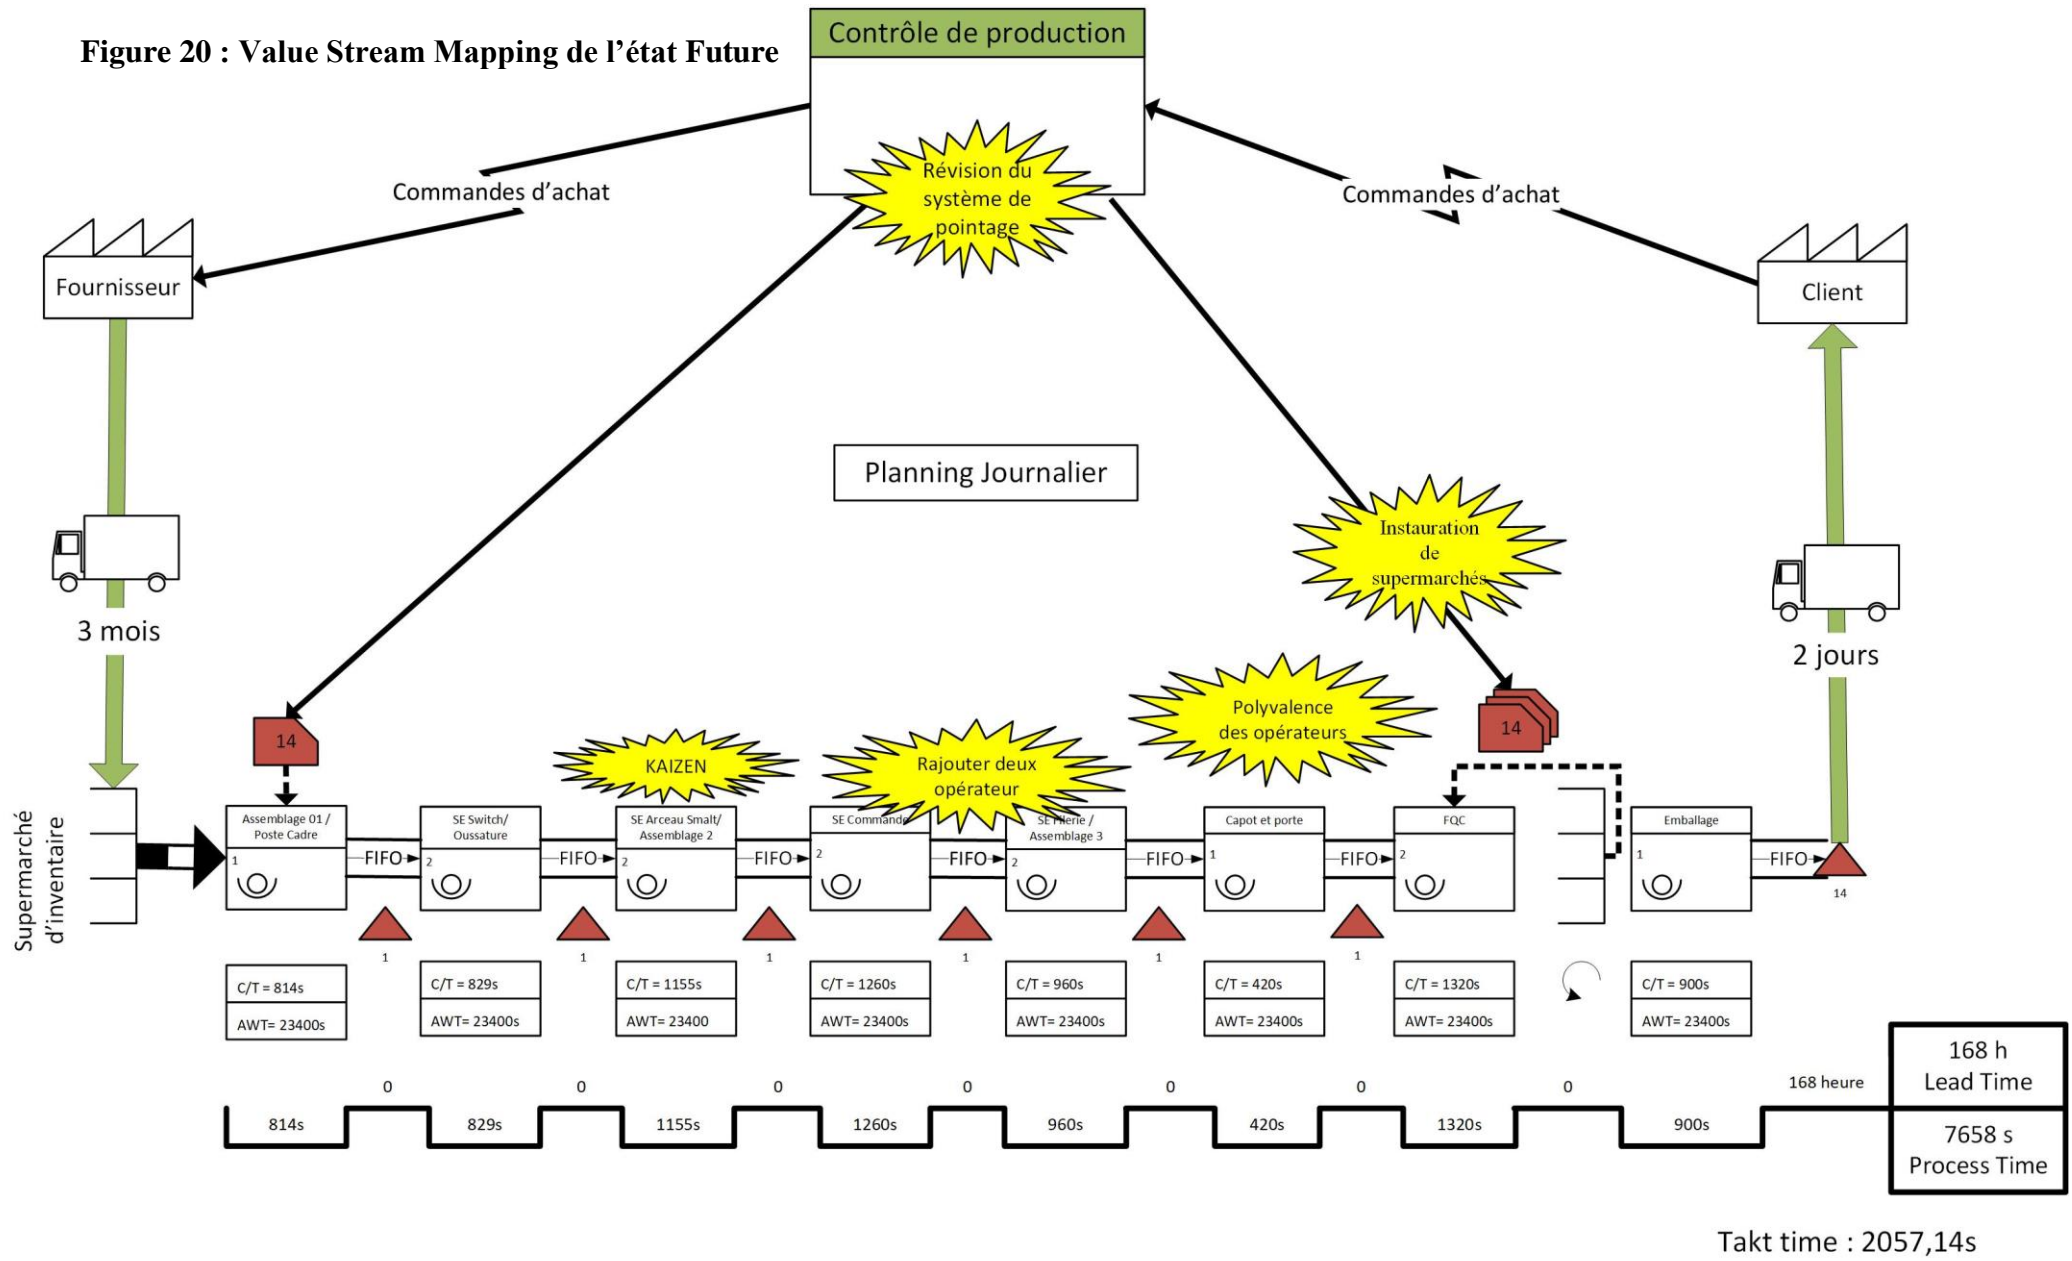 Figure 20 : Value Stream Mapping de l’état Future
Contrôle de production
Révision du
système de
pointage
Commandes d’achat
Commandes d’achat
Fournisseur
Client
Planning Journalier
Instauration
de
supermarchés
3 mois
2 jours
14
KAIZEN
Rajouter deux
opérateur
Polyvalence
des opérateurs
14
Supermarché
d’inventaire
Assemblage 01 /
Poste Cadre
1
FIFO
SE Switch/
Oussature
2
FIFO
SE Arceau Smalt/
Assemblage 2
2
FIFO
SE Commande
2
FIFO
SE Filerie /
Assemblage 3
2
FIFO
Capot et porte
1
FIFO
FQC
2
Emballage
1
FIFO
14
1
1
1
1
1
1
C/T = 814s
AWT= 23400s
C/T = 829s
AWT= 23400s
C/T = 1155s
AWT= 23400
C/T = 1260s
AWT= 23400s
C/T = 960s
AWT= 23400s
C/T = 420s
AWT= 23400s
C/T = 1320s
AWT= 23400s
C/T = 900s
AWT= 23400s
0
0
0
0
0
0
0
168 heure
814s
829s
1155s
1260s
960s
420s
1320s
900s
168 h
Lead Time
7658 s
Process Time
Takt time : 2057,14s